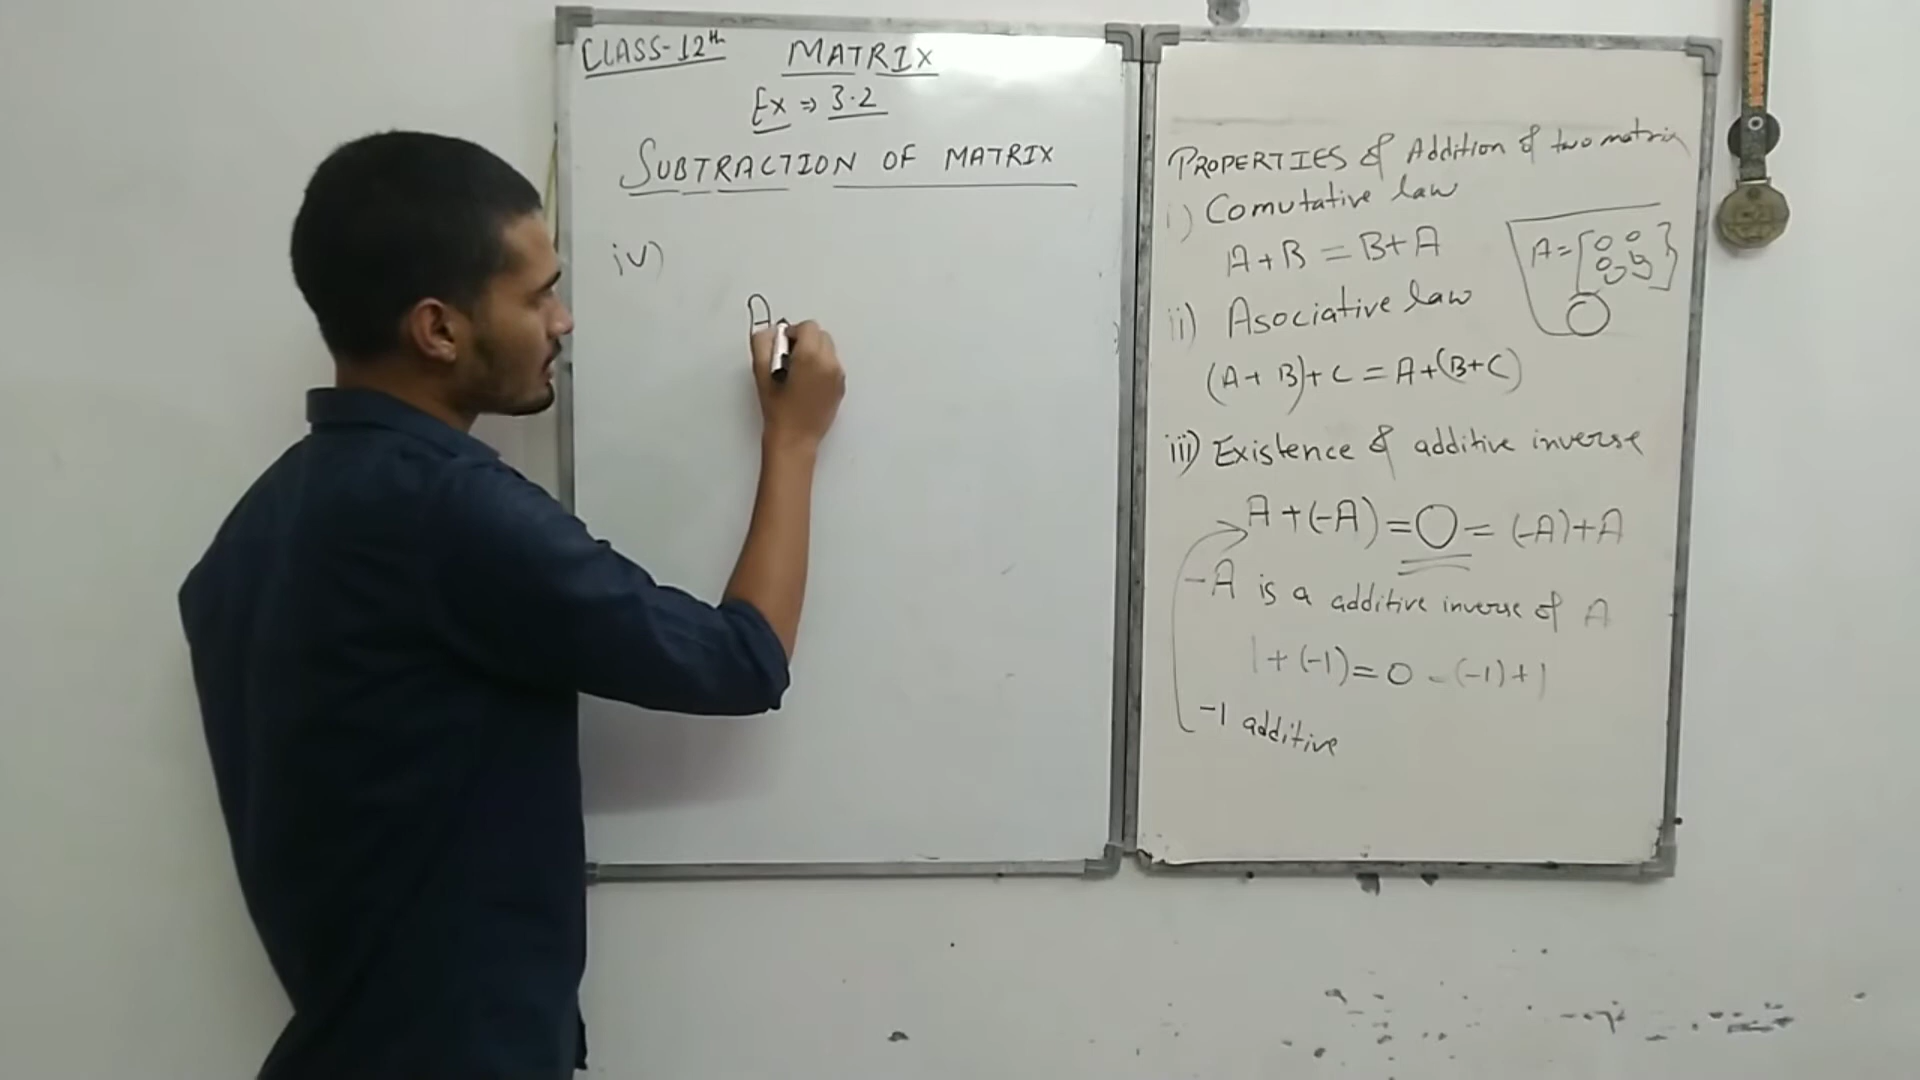 CLASS-12th MATRIX
Ex ⇒ 3.2
SUBTRACTION OF MATRIX
iv)
A
PROPERTIES of Addition of two matrix
i) Comutative law
A+B = B+A
A = [0 0
0 0]
O
ii) Asociative law
(A+B)+C = A+(B+C)
iii) Existence of additive inverse
A+(-A) = O = (-A)+A
-A is a additive inverse of A
1+(-1) = 0 - (-1)+1
-1 additive